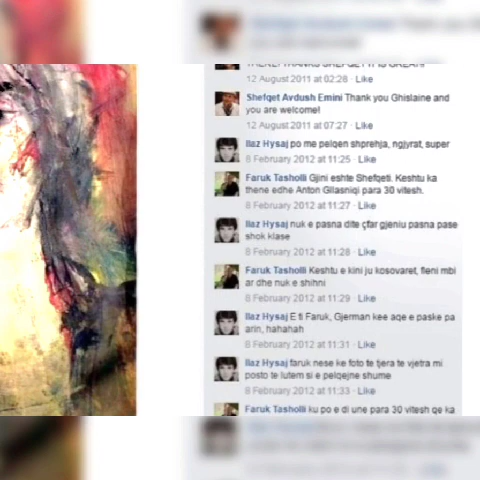 12 August 2011 at 02:28 · Like
Shefqet Avdush Emini Thank you Ghislaine and
you are welcome!
12 August 2011 at 07:27 · Like
Ilaz Hysaj po me pelqen shprehja, ngjyrat, super
8 February 2012 at 11:25 · Like
Faruk Tasholli Gjini eshte Shefqeti. Keshtu ka
thene edhe Anton Gllasniqi para 30 vitesh.
8 February 2012 at 11:27 · Like
Ilaz Hysaj nuk e pasna dite çfar gjeniu pasna pase
shok klase
8 February 2012 at 11:28 · Like
Faruk Tasholli Keshtu e kini ju kosovaret, fleni mbi
ar dhe nuk e shihni
8 February 2012 at 11:29 · Like
Ilaz Hysaj E ti Faruk, Gjerman kee aqe e paske pa
arin, hahahah
8 February 2012 at 11:31 · Like
Ilaz Hysaj faruk nese ke foto te tjera te vjetra mi
posto te lutem si e pelqejne shume
8 February 2012 at 11:33 · Like
Faruk Tasholli ku po e di une para 30 vitesh qe ka